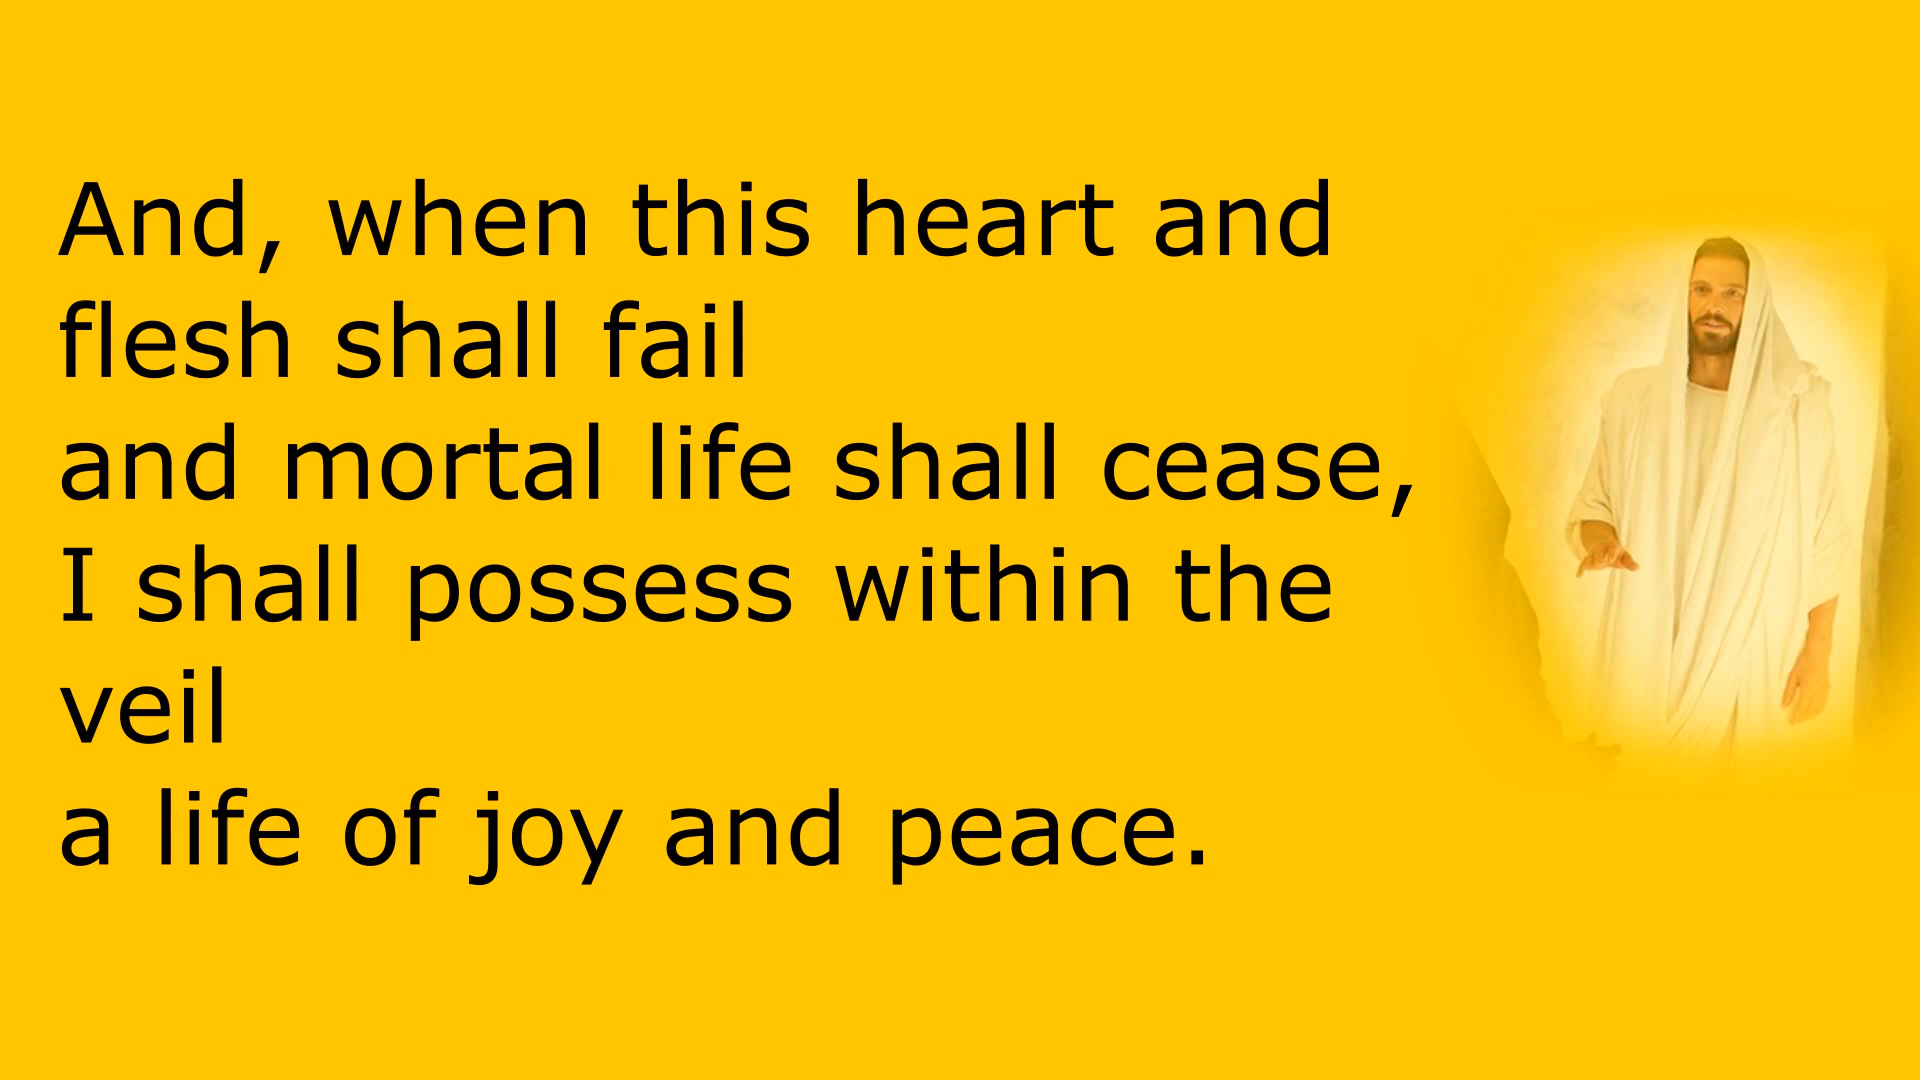 And, when this heart and
flesh shall fail
and mortal life shall cease,
I shall possess within the
veil
a life of joy and peace.